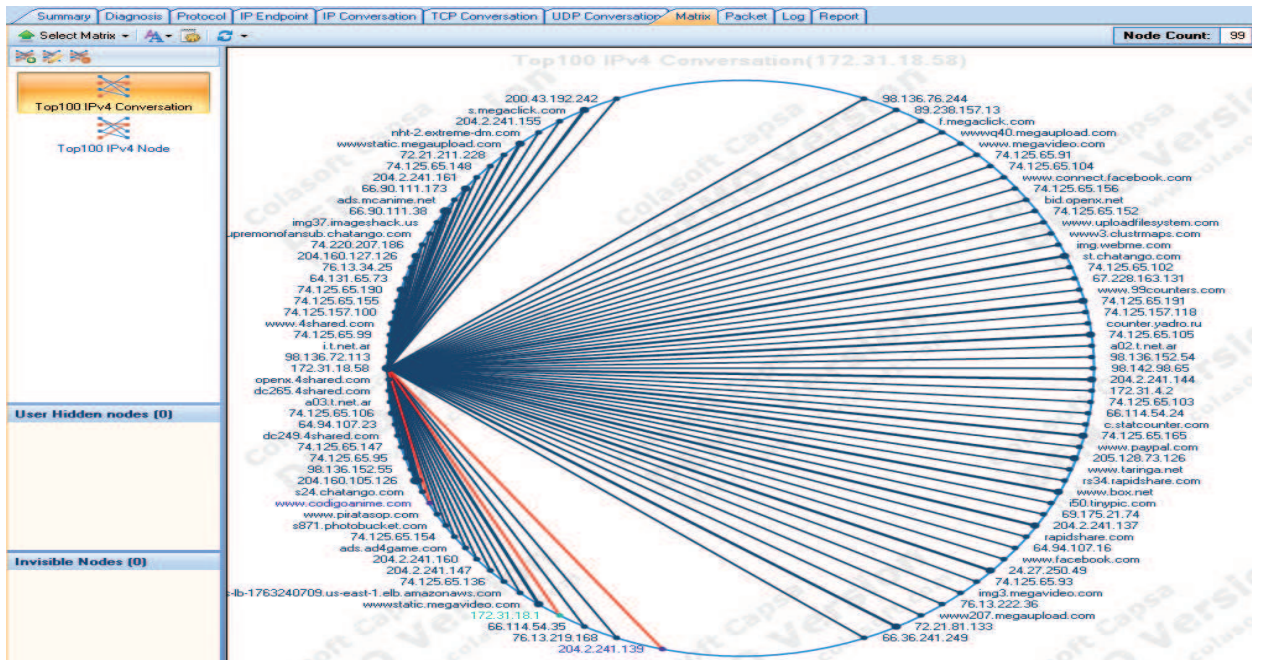 Summary Diagnosis Protocol IP Endpoint IP Conversation TCP Conversation UDP Conversation Matrix Packet Log Report
Select Matrix
Node Count: 99
Top100 IPv4 Conversation
Top100 IPv4 Node
User Hidden nodes (0)
Invisible Nodes (0)
Top100 IPv4 Conversation(172.31.18.58)
200.43.192.242
s.megaclick.com
204.2.241.155
nht-2.extreme-dm.com
wwwstatic.megaupload.com
72.21.211.228
74.125.65.148
204.2.241.161
66.90.111.173
ads.mcanime.net
66.90.111.38
img37.imageshack.us
upremonofansub.chatango.com
74.220.207.186
204.160.127.126
76.13.34.25
64.131.65.73
74.125.65.190
74.125.65.155
74.125.157.100
www.4shared.com
74.125.65.99
i.t.net.ar
98.136.72.113
172.31.18.58
openx.4shared.com
dc265.4shared.com
a03.t.net.ar
74.125.65.106
64.94.107.23
dc249.4shared.com
74.125.65.147
74.125.65.95
98.136.152.55
204.160.105.126
s24.chatango.com
www.codigoanime.com
www.piratasop.com
s871.photobucket.com
74.125.65.154
ads.ad4game.com
204.2.241.160
204.2.241.147
74.125.65.136
s-lb-1763240709.us-east-1.elb.amazonaws.com
wwwstatic.megavideo.com
172.31.18.1
66.114.54.35
76.13.219.168
204.2.241.139
98.136.76.244
89.238.157.13
f.megaclick.com
wwwq40.megaupload.com
www.megavideo.com
74.125.65.91
74.125.65.104
www.connect.facebook.com
74.125.65.156
bid.openx.net
74.125.65.152
www.uploadfilesystem.com
www3.clustrmaps.com
img.webme.com
st.chatango.com
74.125.65.102
67.228.163.131
www.99counters.com
74.125.65.191
74.125.157.118
counter.yadro.ru
74.125.65.105
a02.t.net.ar
98.136.152.54
98.142.98.65
204.2.241.144
172.31.4.2
74.125.65.103
66.114.54.24
c.statcounter.com
74.125.65.165
www.paypal.com
205.128.73.126
www.taringa.net
rs34.rapidshare.com
www.box.net
i50.tinypic.com
69.175.21.74
204.2.241.137
rapidshare.com
64.94.107.16
www.facebook.com
24.27.250.49
74.125.65.93
img3.megavideo.com
76.13.222.36
www207.megaupload.com
72.21.81.133
66.36.241.249